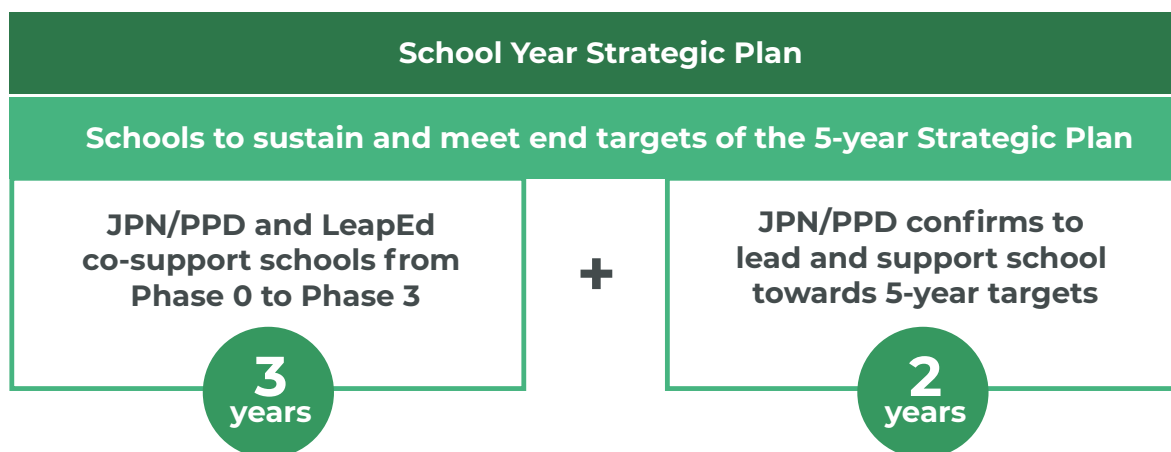 School Year Strategic Plan
Schools to sustain and meet end targets of the 5-year Strategic Plan
JPN/PPD and LeapEd
co-support schools from
Phase 0 to Phase 3
3
years
+
JPN/PPD confirms to
lead and support school
towards 5-year targets
2
years